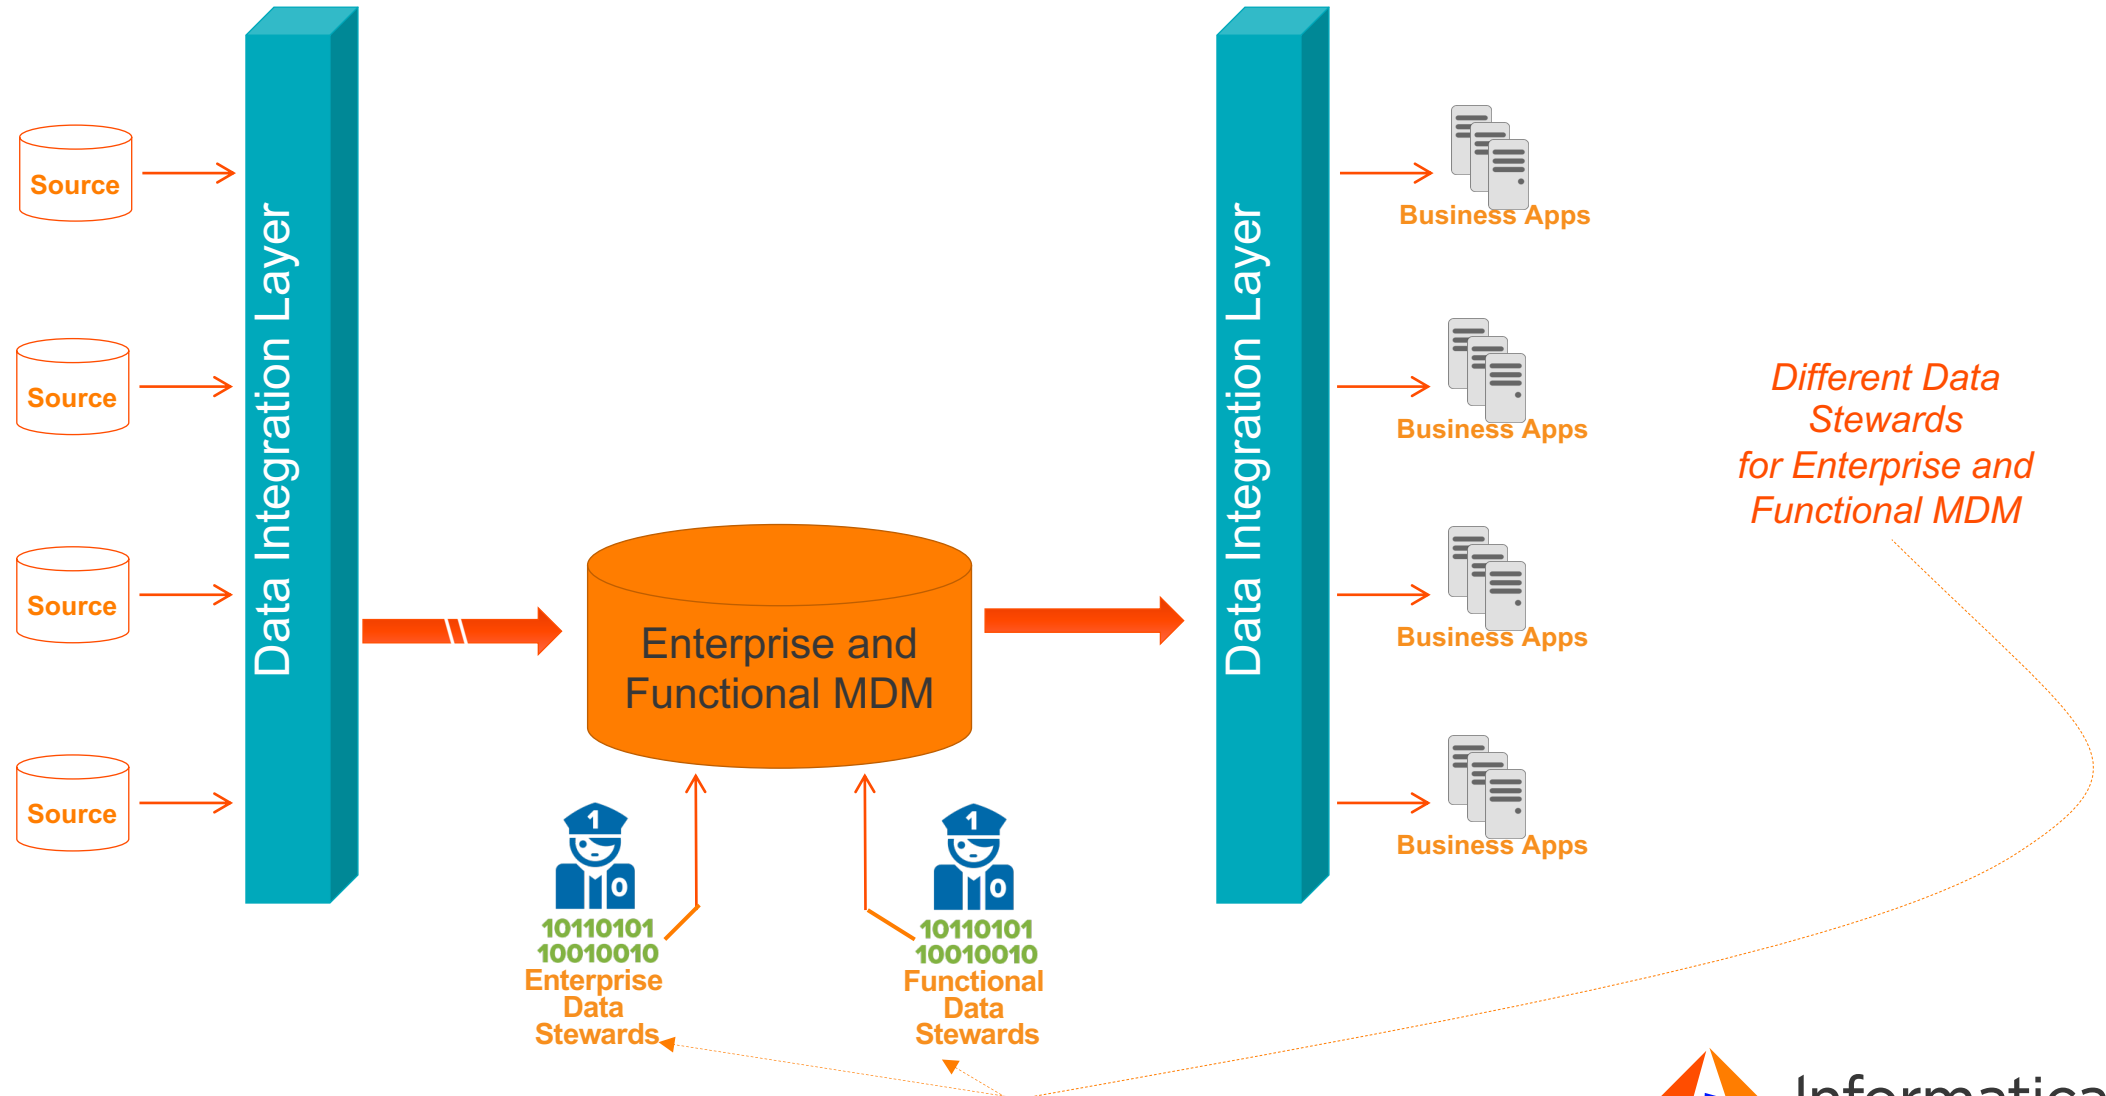 Source
Source
Source
Source
Data Integration Layer
Enterprise and
Functional MDM
1
0
10110101
10010010
Enterprise
Data
Stewards
1
0
10110101
10010010
Functional
Data
Stewards
Data Integration Layer
Business Apps
Business Apps
Business Apps
Business Apps
Different Data
Stewards
for Enterprise and
Functional MDM
Informatica